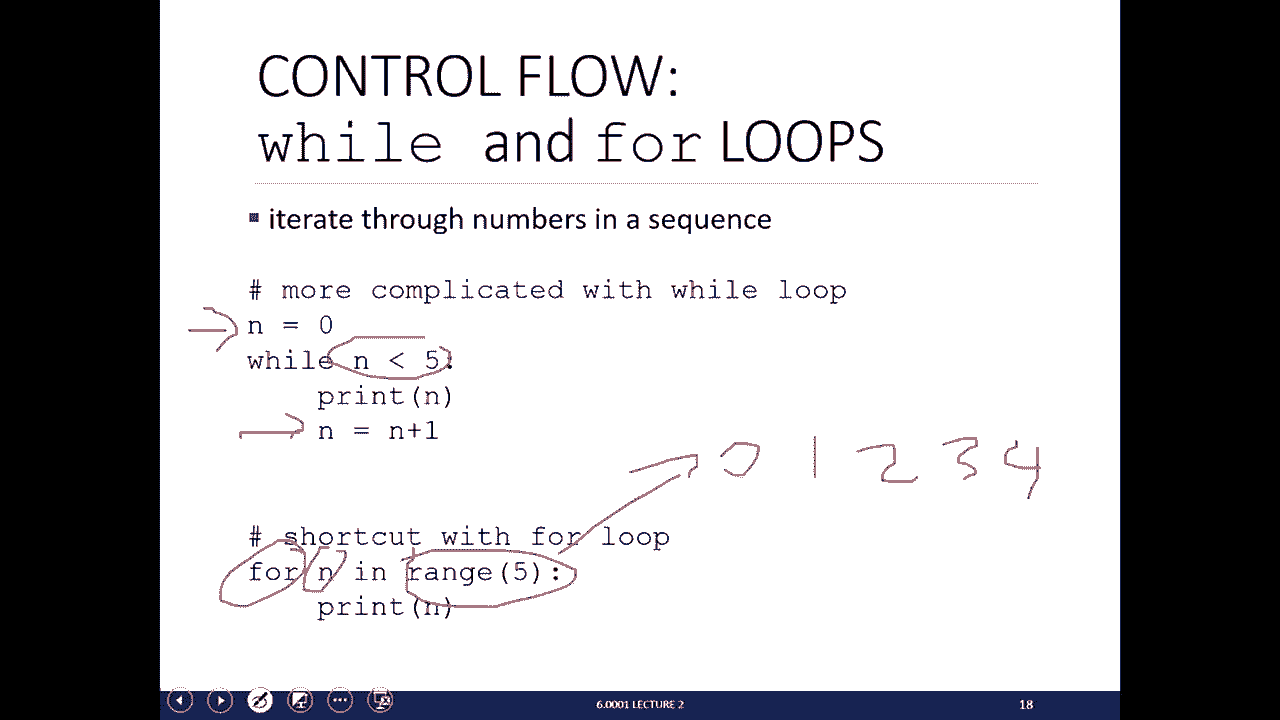 CONTROL FLOW:
while and for LOOPS
▪ iterate through numbers in a sequence
# more complicated with while loop
n = 0
while n < 5:
    print(n)
    n = n+1
0 1 2 3 4
# shortcut with for loop
for n in range(5):
    print(n)
6.0001 LECTURE 2
18